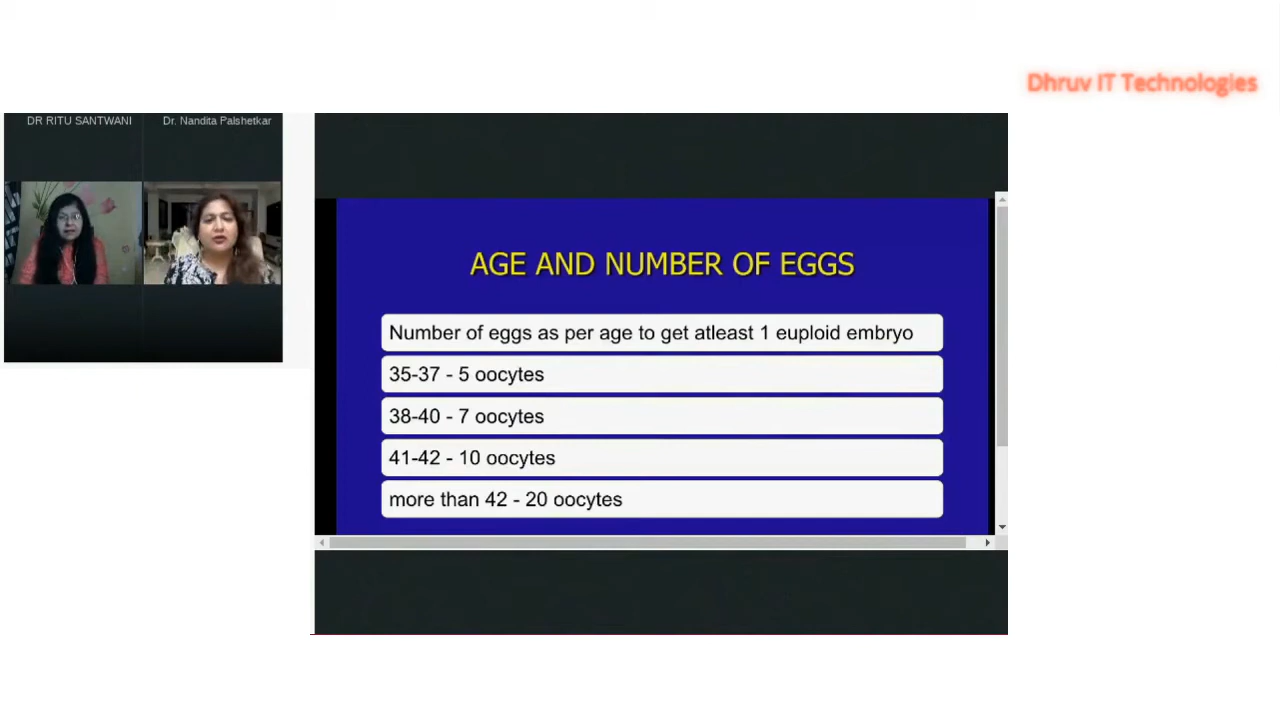 Dhruv IT Technologies
DR RITU SANTWANI
Dr. Nandita Palshetkar
AGE AND NUMBER OF EGGS
Number of eggs as per age to get atleast 1 euploid embryo
35-37 - 5 oocytes
38-40 - 7 oocytes
41-42 - 10 oocytes
more than 42 - 20 oocytes